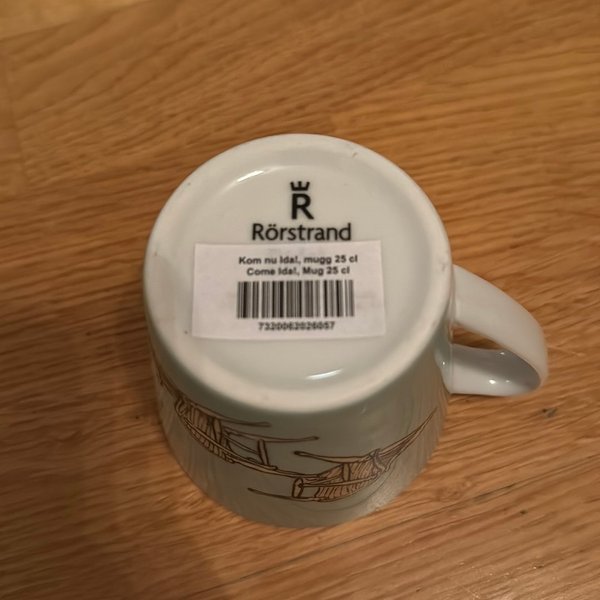 R
Rörstrand
Kom nu Ida!, mugg 25 cl
Come Ida!, Mug 25 cl
7320062026057